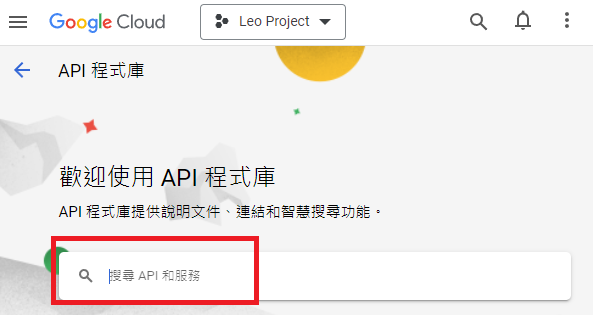 Google Cloud
Leo Project
API 程式庫
歡迎使用 API 程式庫
API 程式庫提供說明文件、連結和智慧搜尋功能。
搜尋 API 和服務